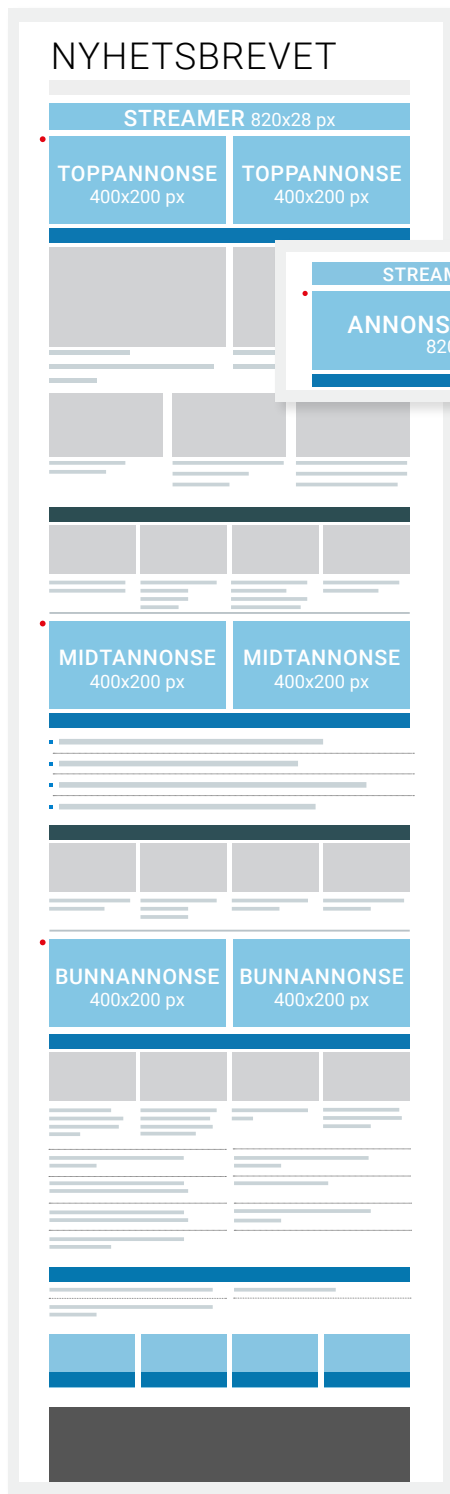 NYHETSBREVET
STREAMER 820x28 px
TOPPANNONSE TOPPANNONSE
400x200 px 400x200 px
MIDTANNONSE MIDTANNONSE
400x200 px 400x200 px
BUNNANNONSE BUNNANNONSE
400x200 px 400x200 px